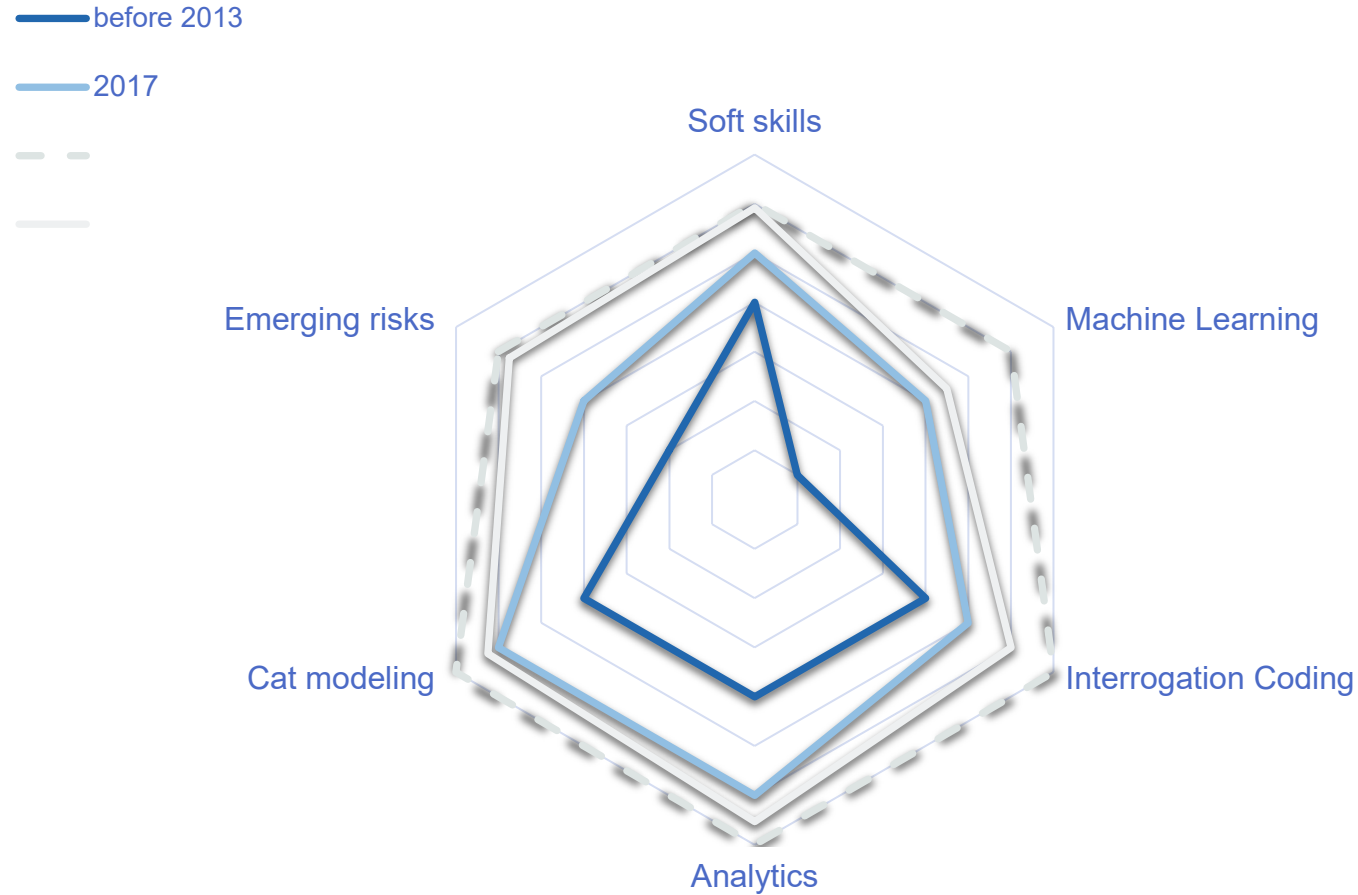 before 2013
2017
Soft skills
Emerging risks
Machine Learning
Cat modeling
Interrogation Coding
Analytics